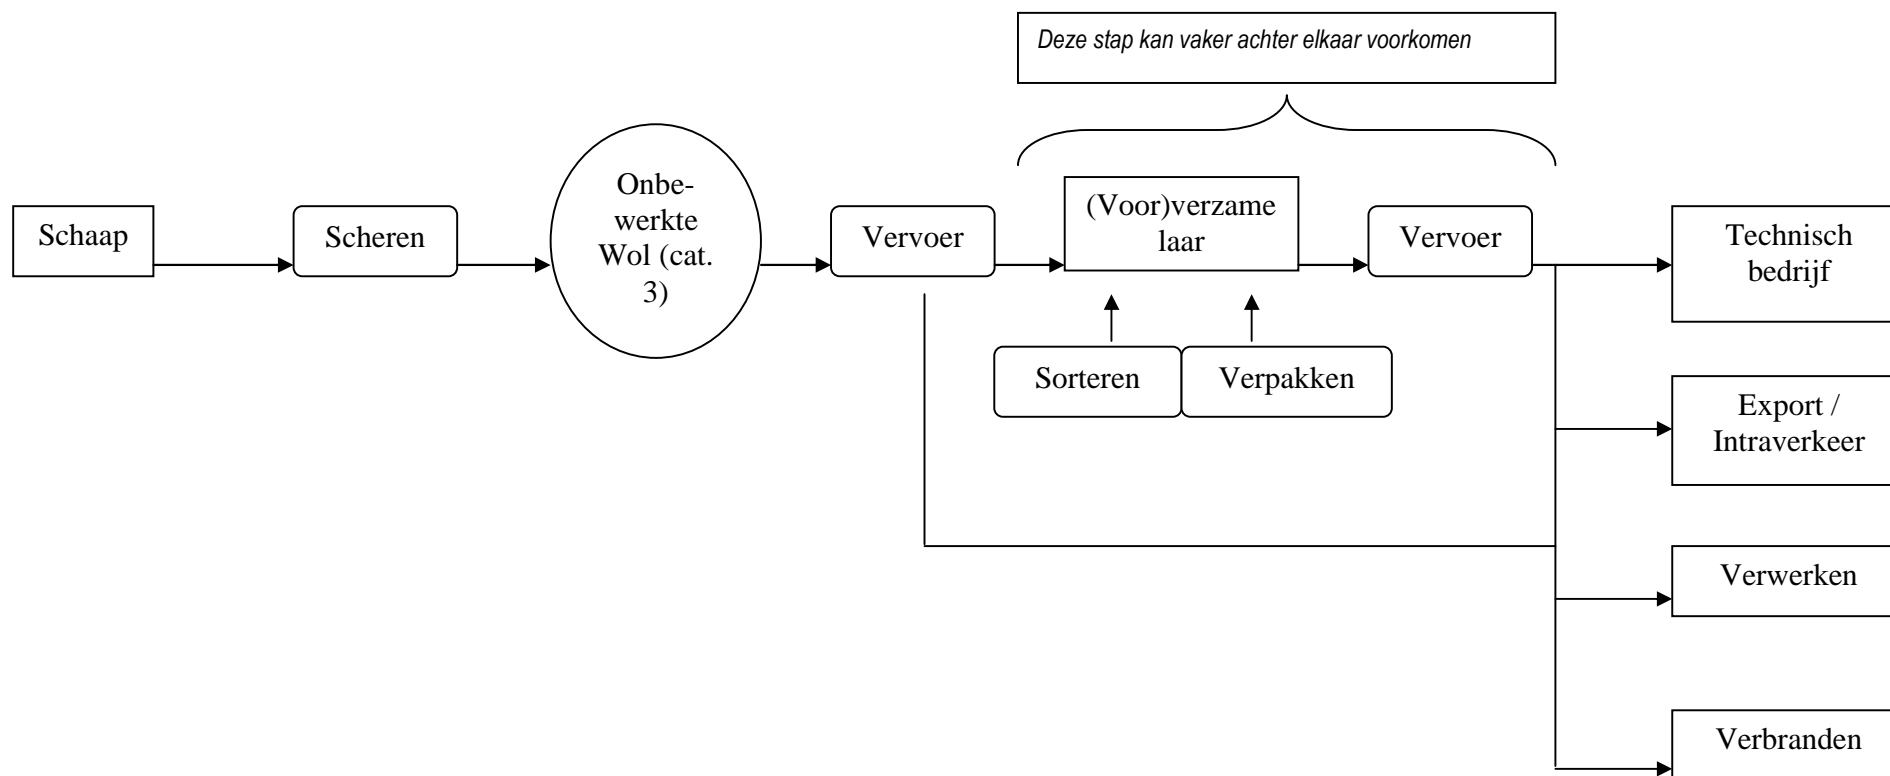 Deze stap kan vaker achter elkaar voorkomen
Schaap
Scheren
Onbe-
werkte
Wol (cat.
3)
Vervoer
(Voor)verzame
laar
Vervoer
Technisch
bedrijf
Sorteren
Verpakken
Export /
Intraverkeer
Verwerken
Verbranden